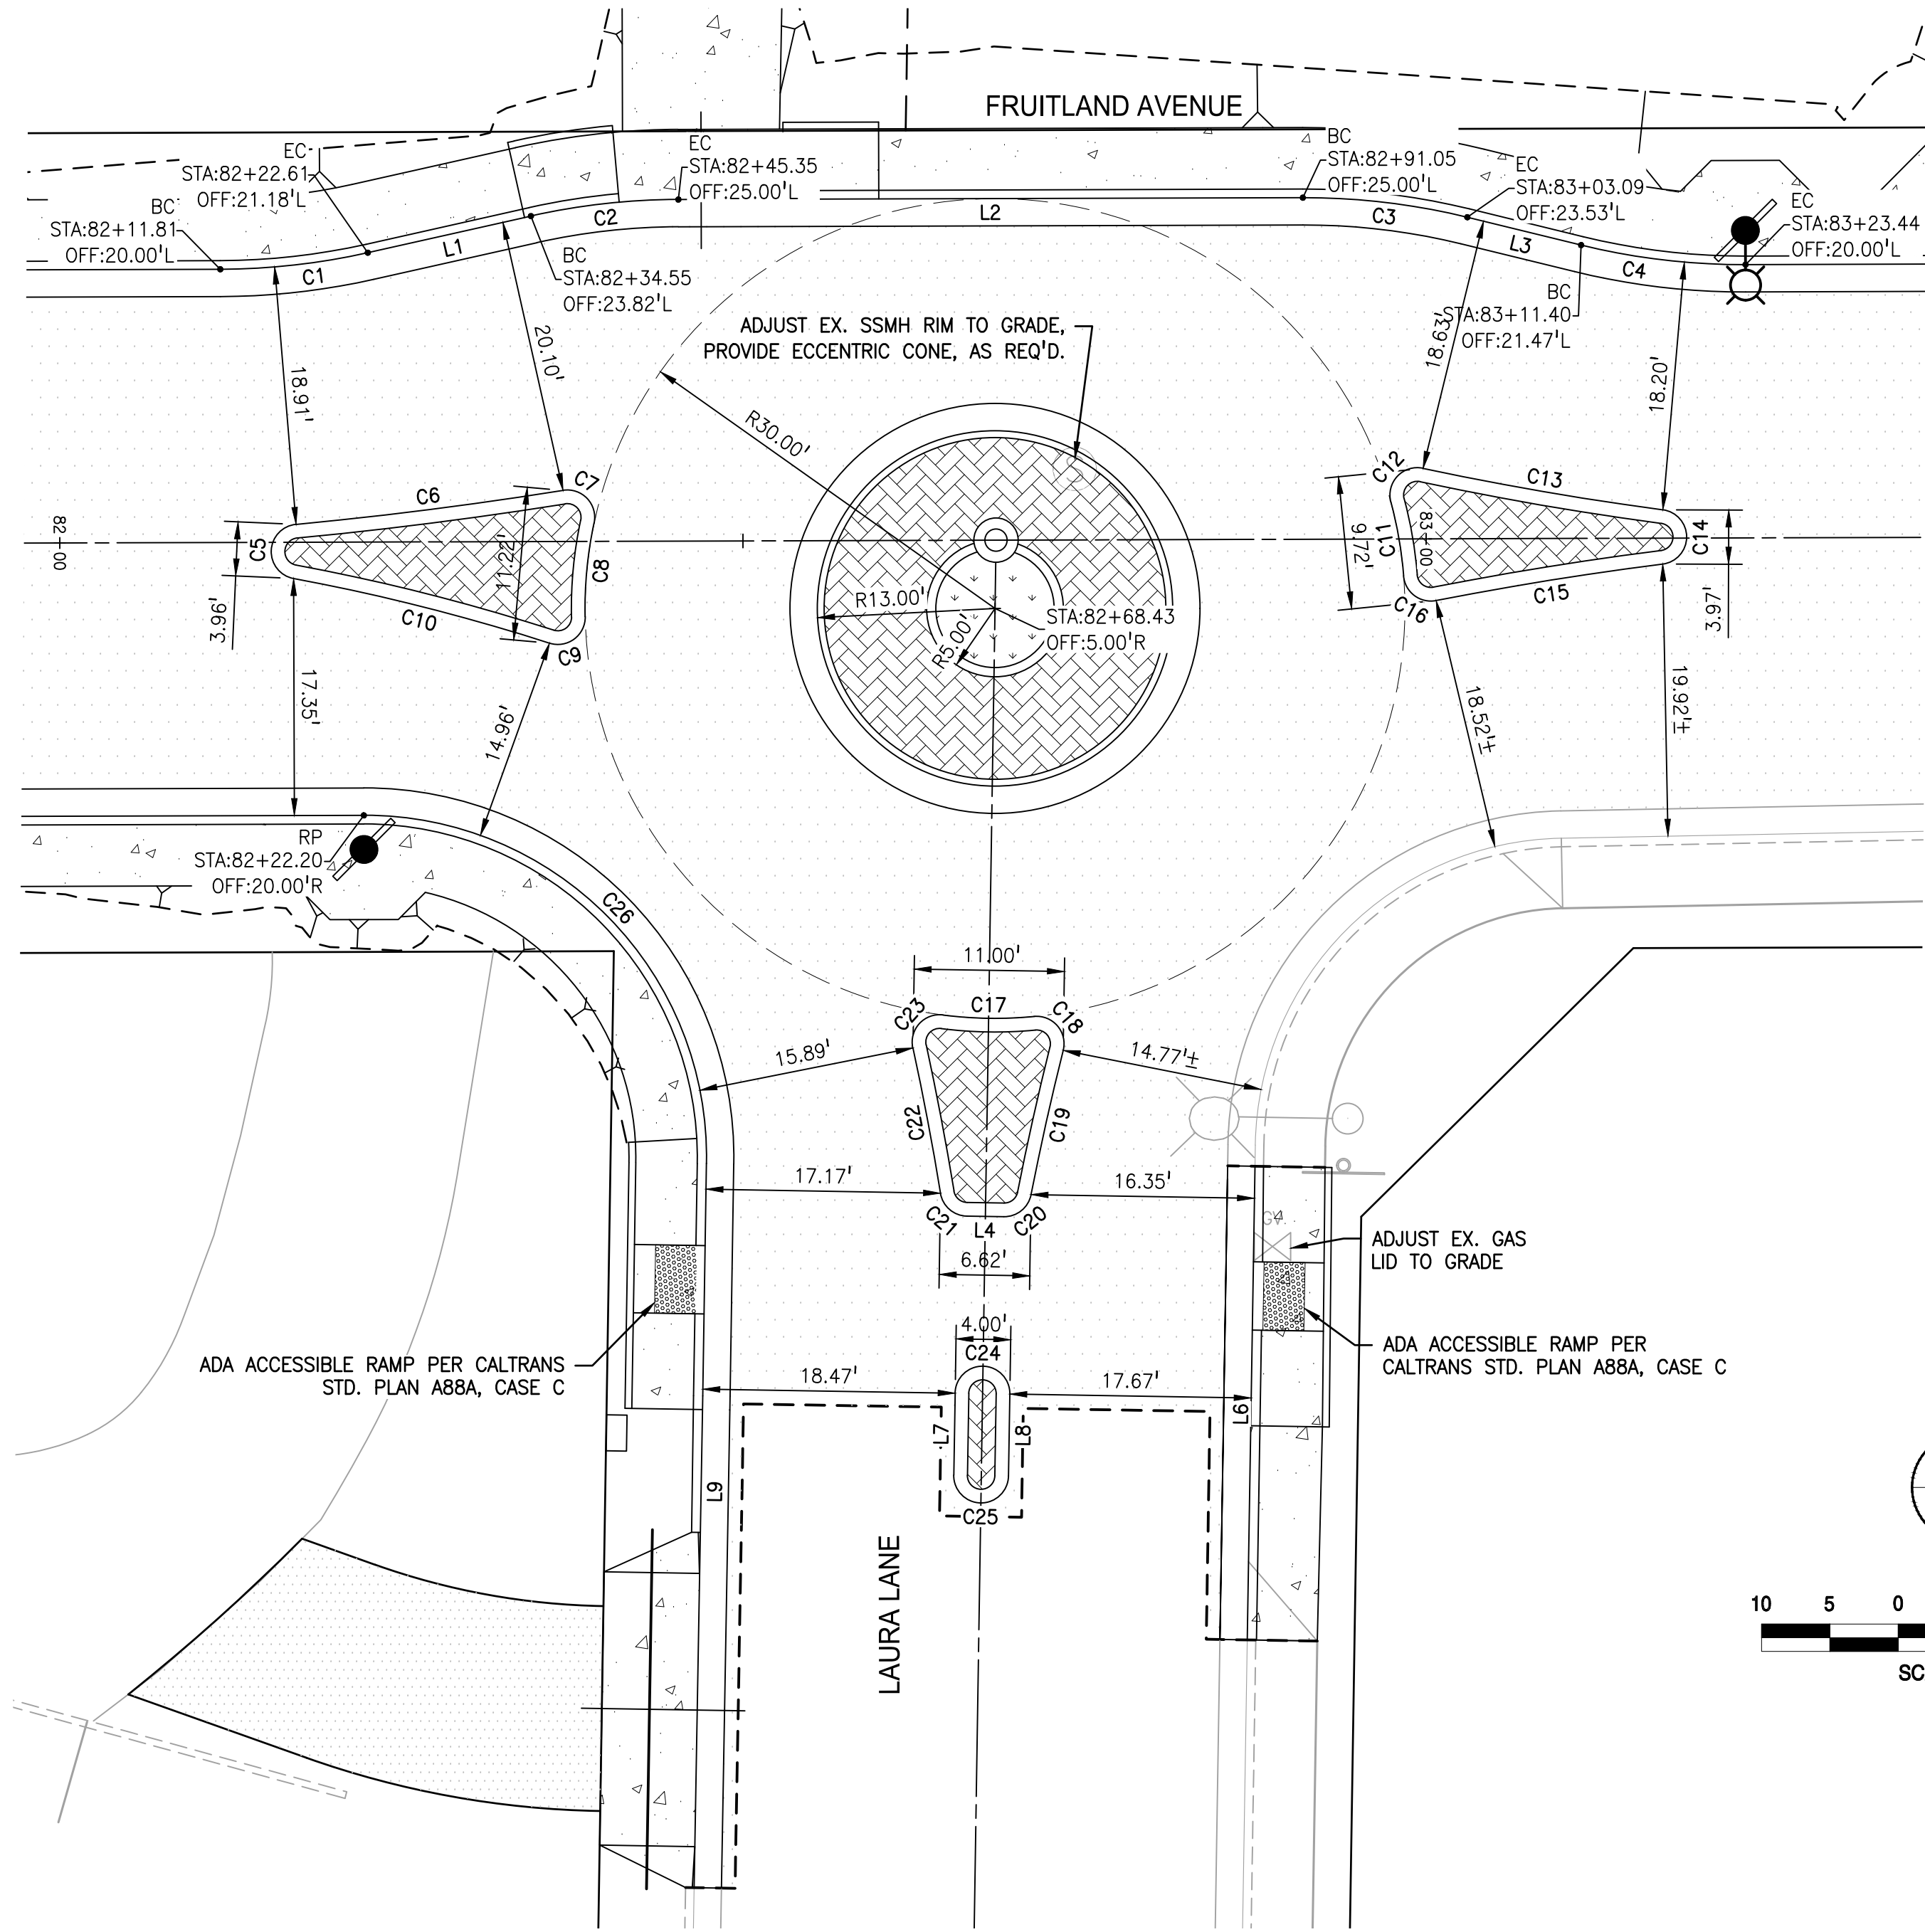 FRUITLAND AVENUE
EC
STA:82+22.61
OFF:21.18'L
BC
STA:82+11.81
OFF:20.00'L
EC
STA:82+45.35
OFF:25.00'L
BC
STA:82+34.55
OFF:23.82'L
BC
STA:82+91.05
OFF:25.00'L
EC
STA:83+03.09
OFF:23.53'L
EC
STA:83+23.44
OFF:20.00'L
BC
STA:83+11.40
OFF:21.47'L
C1
L1
C2
L2
C3
L3
C4
ADJUST EX. SSMH RIM TO GRADE,
PROVIDE ECCENTRIC CONE, AS REQ'D.
18.91'
20.10'
R30.00'
18.63'
18.20'
82+00
C5
C6
C7
C8
C9
C10
11.22'
3.96'
S
R13.00'
R5.00'
STA:82+68.43
OFF:5.00'R
C12
C13
C14
C11
83+00
9.72'
C16
C15
3.97'
17.35'
14.96'
18.52'±
19.92'±
RP
STA:82+22.20
OFF:20.00'R
C26
11.00'
C23
C17
C18
15.89'
14.77'±
C22
C19
17.17'
16.35'
C21
L4
C20
6.62'
GV
ADJUST EX. GAS
LID TO GRADE
4.00'
C24
ADA ACCESSIBLE RAMP PER CALTRANS
STD. PLAN A88A, CASE C
ADA ACCESSIBLE RAMP PER
CALTRANS STD. PLAN A88A, CASE C
18.47'
17.67'
L7
L8
L6
L9
C25
LAURA LANE
10 5 0
SC